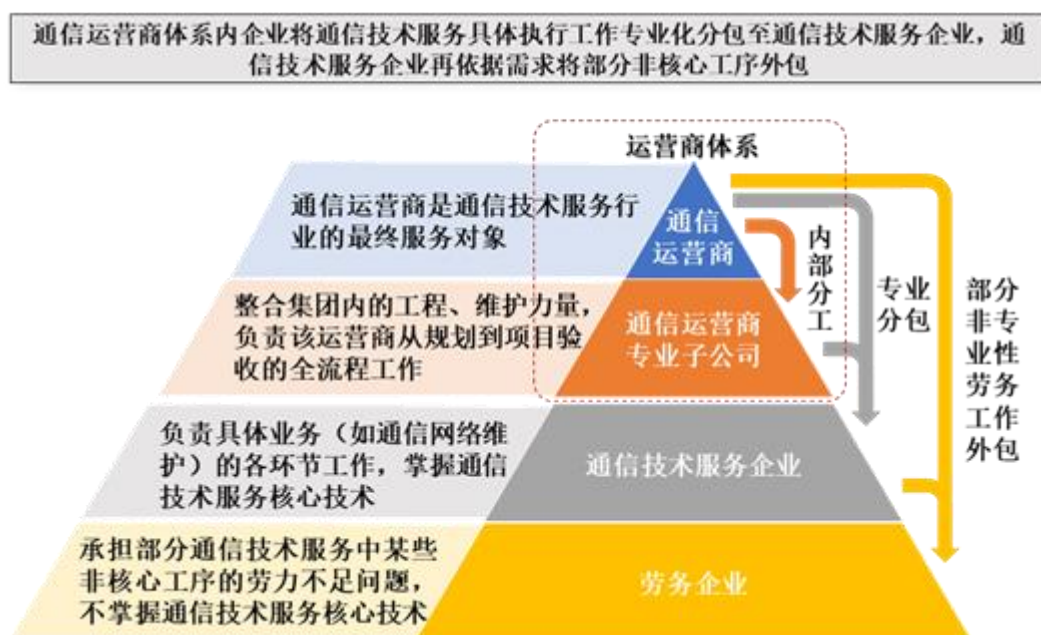 通信运营商体系内企业将通信技术服务具体执行工作专业化分包至通信技术服务企业，通
信技术服务企业再依据需求将部分非核心工序外包
运营商体系
通信运营商是通信技术服务行
业的最终服务对象
通信
运营商
内部分工
专业
分包
部分
非专
业性
劳务
工作
外包
整合集团内的工程、维护力量，
负责该运营商从规划到项目验
收的全流程工作
通信运营商
专业子公司
负责具体业务（如通信网络维
护）的各环节工作，掌握通信
技术服务核心技术
通信技术服务企业
承担部分通信技术服务中某些
非核心工序的劳力不足问题，
不掌握通信技术服务核心技术
劳务企业